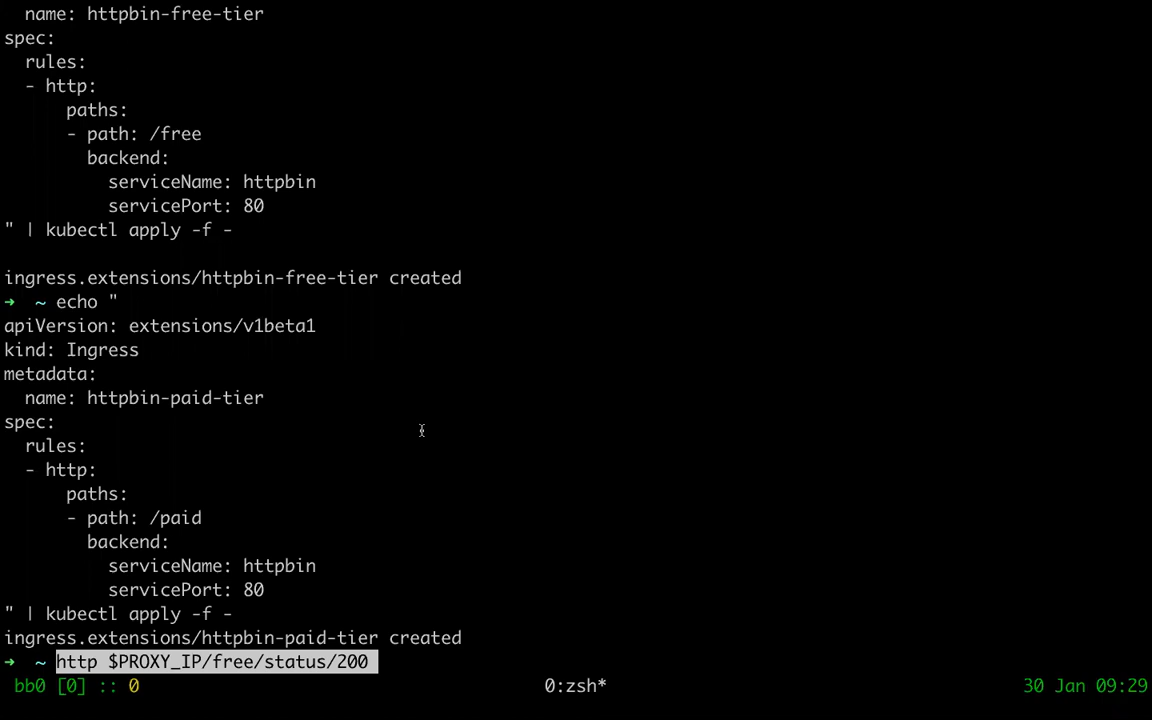 name: httpbin-free-tier
spec:
  rules:
  - http:
      paths:
      - path: /free
        backend:
          serviceName: httpbin
          servicePort: 80
" | kubectl apply -f -

ingress.extensions/httpbin-free-tier created
→  ~ echo "
apiVersion: extensions/v1beta1
kind: Ingress
metadata:
  name: httpbin-paid-tier
spec:
  rules:
  - http:
      paths:
      - path: /paid
        backend:
          serviceName: httpbin
          servicePort: 80
" | kubectl apply -f -
ingress.extensions/httpbin-paid-tier created
→  ~ http $PROXY_IP/free/status/200
bb0 [0] :: 0 0:zsh* 30 Jan 09:29